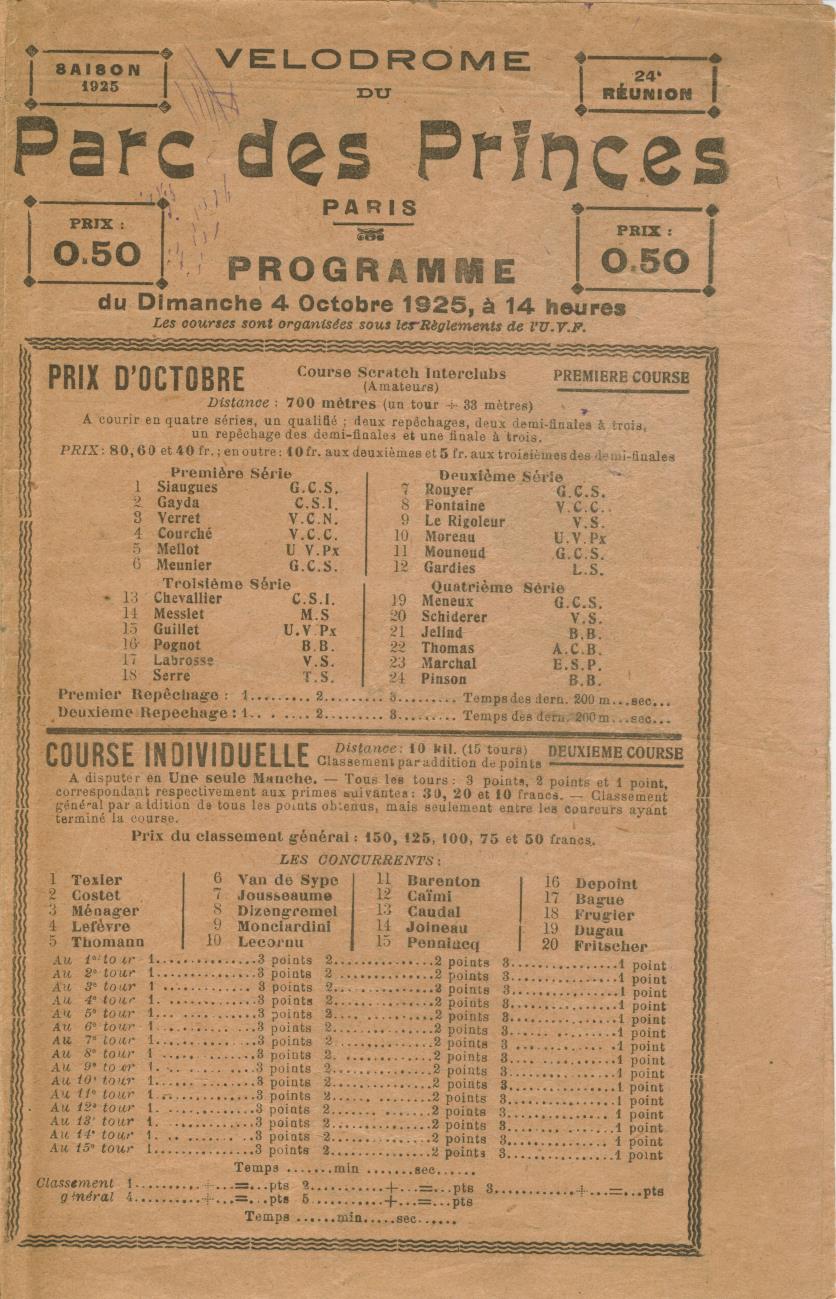 SAISON
1925
VELODROME
DU
24e
RÉUNION
Parc des Princes
PRIX :
0.50
PARIS
PRIX :
0.50
PROGRAMME
du Dimanche 4 Octobre 1925, à 14 heures
Les courses sont organisées sous les Règlements de l'U.V.F.
PRIX D'OCTOBRE
Course Scratch Interclubs
(Amateurs)
PREMIERE COURSE
Distance : 700 mètres (un tour + 33 mètres)
A courir en quatre séries, un qualifié ; deux repêchages, deux demi-finales à trois,
un repêchage des demi-finales et une finale à trois.
PRIX : 80, 60 et 40 fr. ; en outre : 10 fr. aux deuxièmes et 5 fr. aux troisièmes des demi-finales
Première Série
1 Siaugues G.C.S.
2 Gayda C.S.I.
3 Verret V.C.N.
4 Courché V.C.C.
5 Mellot U V.Px
6 Meunier G.C.S.
Deuxième Série
7 Rouyer G.C.S.
8 Fontaine V.C.C.
9 Le Rigoleur V.S.
10 Moreau U.V.Px
11 Mounoud G.C.S.
12 Gardies L.S.
Troisième Série
13 Chevallier C.S.I.
14 Messlet M.S
15 Guillet U.V Px
16 Pognot B.B.
17 Labrosse V.S.
18 Serre T.S.
Quatrième Série
19 Meneux G.C.S.
20 Schiderer V.S.
21 Jelind B.B.
22 Thomas A.C.B.
23 Marchal E.S.P.
24 Pinson B.B.
Premier Repêchage : 1......... 2......... 3......... Temps des dern. 200 m...sec...
Deuxieme Repechage : 1.. . .... 2......... 3......... Temps des dern. 200 m...sec...
COURSE INDIVIDUELLE
Distance : 10 kil. (15 tours)
Classement par addition de points
DEUXIEME COURSE
A disputer en Une seule Manche. — Tous les tours : 3 points, 2 points et 1 point,
correspondant respectivement aux primes suivantes : 30, 20 et 10 francs. — Classement
général par addition de tous les points obtenus, mais seulement entre les coureurs ayant
terminé la course.
Prix du classement général : 150, 125, 100, 75 et 50 francs.
LES CONCURRENTS :
1 Texier
2 Costet
3 Ménager
4 Lefèvre
5 Thomann
6 Van de Sype
7 Jousseaume
8 Dizengremel
9 Monciardini
10 Lecornu
11 Barenton
12 Caïmi
13 Caudal
14 Joineau
15 Penniucq
16 Depoint
17 Bague
18 Frugier
19 Dugau
20 Fritscher
Au 1er tour 1..............3 points 2..............2 points 3...............1 point
Au 2e tour 1..............3 points 2..............2 points 3...............1 point
Au 3e tour 1..............3 points 2..............2 points 3...............1 point
Au 4e tour 1..............3 points 2..............2 points 3...............1 point
Au 5e tour 1..............3 points 2..............2 points 3...............1 point
Au 6e tour 1..............3 points 2..............2 points 3...............1 point
Au 7e tour 1..............3 points 2..............2 points 3...............1 point
Au 8e tour 1..............3 points 2..............2 points 3...............1 point
Au 9e tour 1..............3 points 2..............2 points 3...............1 point
Au 10e tour 1..............3 points 2..............2 points 3...............1 point
Au 11e tour 1..............3 points 2..............2 points 3...............1 point
Au 12e tour 1..............3 points 2..............2 points 3...............1 point
Au 13e tour 1..............3 points 2..............2 points 3...............1 point
Au 14e tour 1..............3 points 2..............2 points 3...............1 point
Au 15e tour 1..............3 points 2..............2 points 3...............1 point
Temps .......min .......sec......
Classement 1..........+...=...pts 2...........+...=...pts 3............+...=...pts
général 4..........+...=...pts 5...........+...=...pts
Temps ......min.....sec......